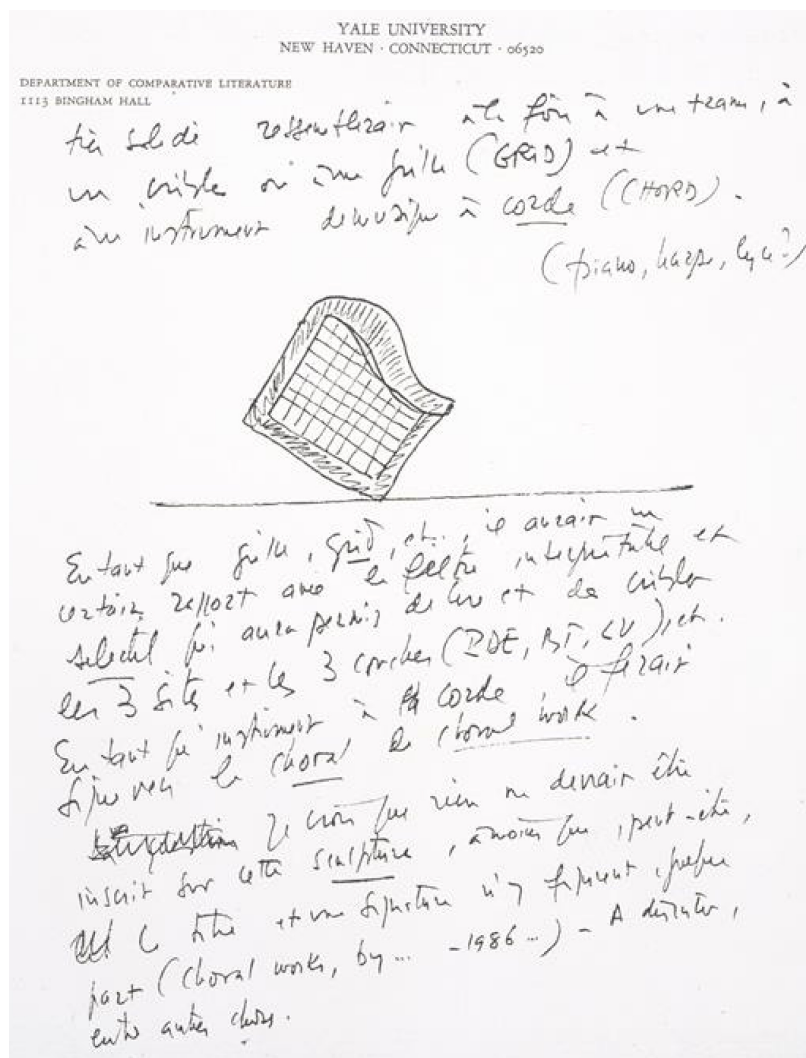 YALE UNIVERSITY
NEW HAVEN · CONNECTICUT · 06520
DEPARTMENT OF COMPARATIVE LITERATURE
1113 BINGHAM HALL
très solide ressemblerait à la fois à une trame, à
un crible ou à une grille (GRID) et
à un instrument de musique à corde (CHORD).
(piano, harpe, lyre?)
En tant que grille, grid, etc., il aurait un
certain rapport avec le filtre interprétatif et
sélectif qui aura permis de lire et de cribler
les 3 sites et les 3 couches (PDE, BT, LV), etc.
En tant qu' instrument à corde, il ferait
signe vers le choral de choral work.
Je crois que rien ne devrait être
inscrit sur cette sculpture, à moins que, peut-être,
le titre et une signature n'y figurent, quelque
part (Choral works, by ... - 1986 ...) - A discuter,
entre autres choses.